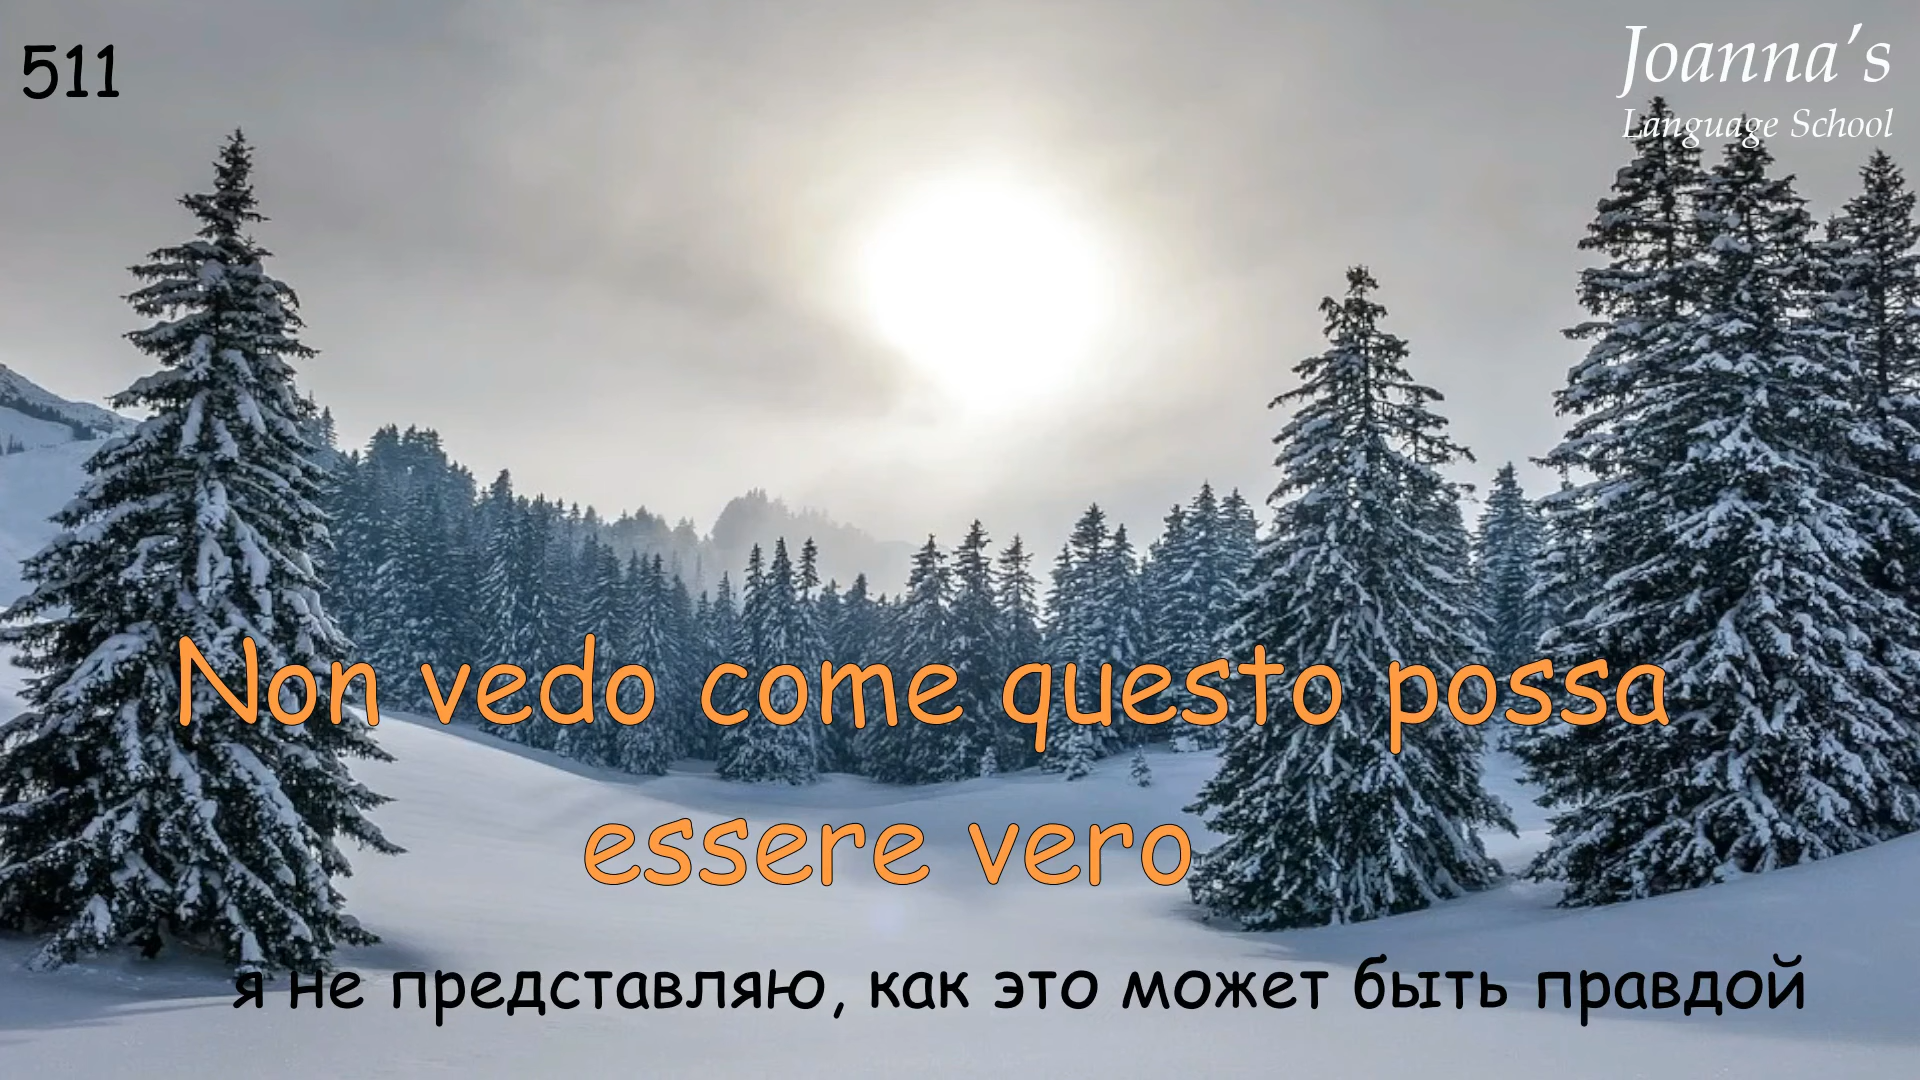 511
Joanna's
Language School
Non vedo come questo possa
essere vero
я не представляю, как это может быть правдой